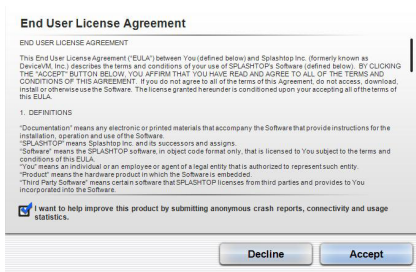 End User License Agreement
END USER LICENSE AGREEMENT
This End User License Agreement ("EULA") between You (defined below) and Splashtop Inc. (formerly known as
DeviceVM, Inc.) describes the terms and conditions of your use of SPLASHTOP's Software (defined below). BY CLICKING
THE "ACCEPT" BUTTON BELOW, YOU AFFIRM THAT YOU HAVE READ AND AGREE TO ALL OF THE TERMS AND
CONDITIONS OF THIS AGREEMENT. If you do not agree to all of the terms of this Agreement, do not access, download,
install or otherwise use the Software. The license granted hereunder is conditioned upon your accepting all of the terms of
this EULA.
1. DEFINITIONS
"Documentation" means any electronic or printed materials that accompany the Software that provide instructions for the
installation, operation and use of the Software.
"SPLASHTOP" means Splashtop Inc. and its successors and assigns.
"Software" means the SPLASHTOP software, in object code format only, that is licensed to You subject to the terms and
conditions of this EULA.
"You" means an individual or an employee or agent of a legal entity that is authorized to represent such entity.
"Product" means the hardware product in which the Software is embedded.
"Third Party Software" means certain software that SPLASHTOP licenses from third parties and provides to You
incorporated into the Software.
I want to help improve this product by submitting anonymous crash reports, connectivity and usage
statistics.
Decline
Accept